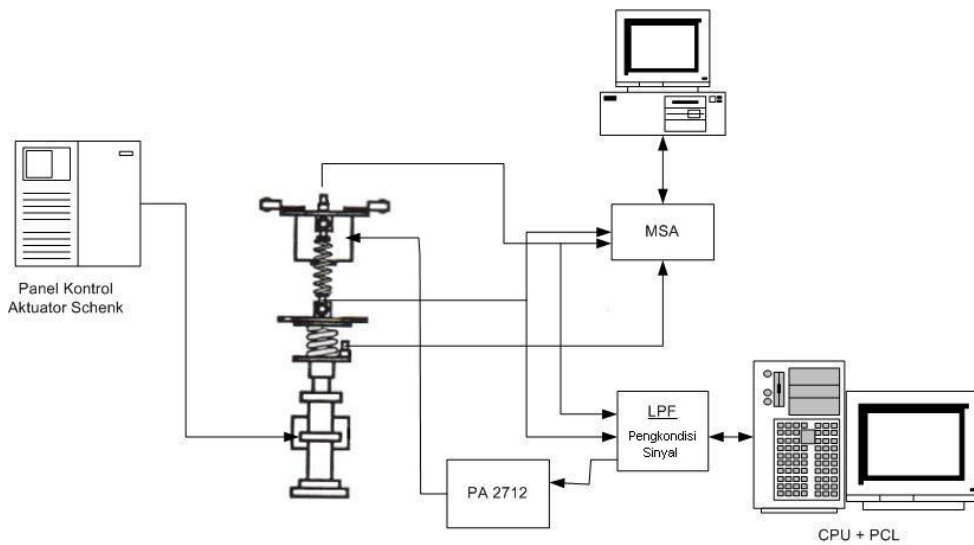 MSA
Panel Kontrol
Aktuator Schenk
LPF
Pengkondisi
Sinyal
PA 2712
CPU + PCL